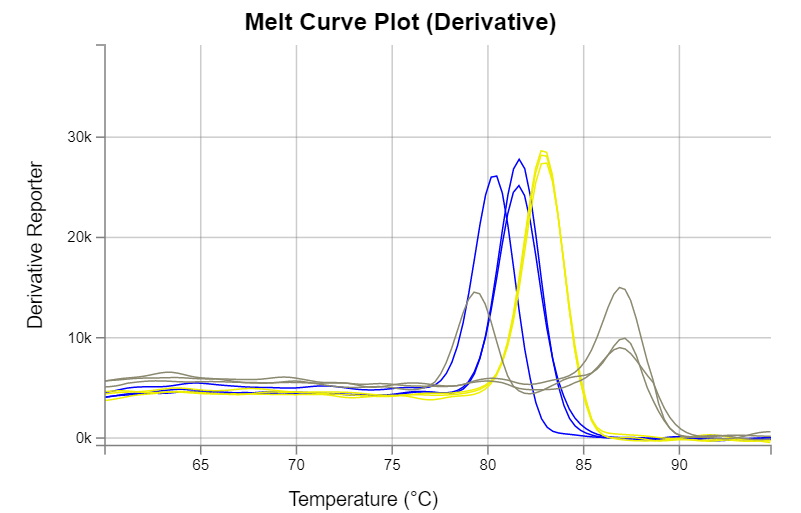 Melt Curve Plot (Derivative)
30k
20k
10k
0k
Derivative Reporter
65
70
75
80
85
90
Temperature (°C)